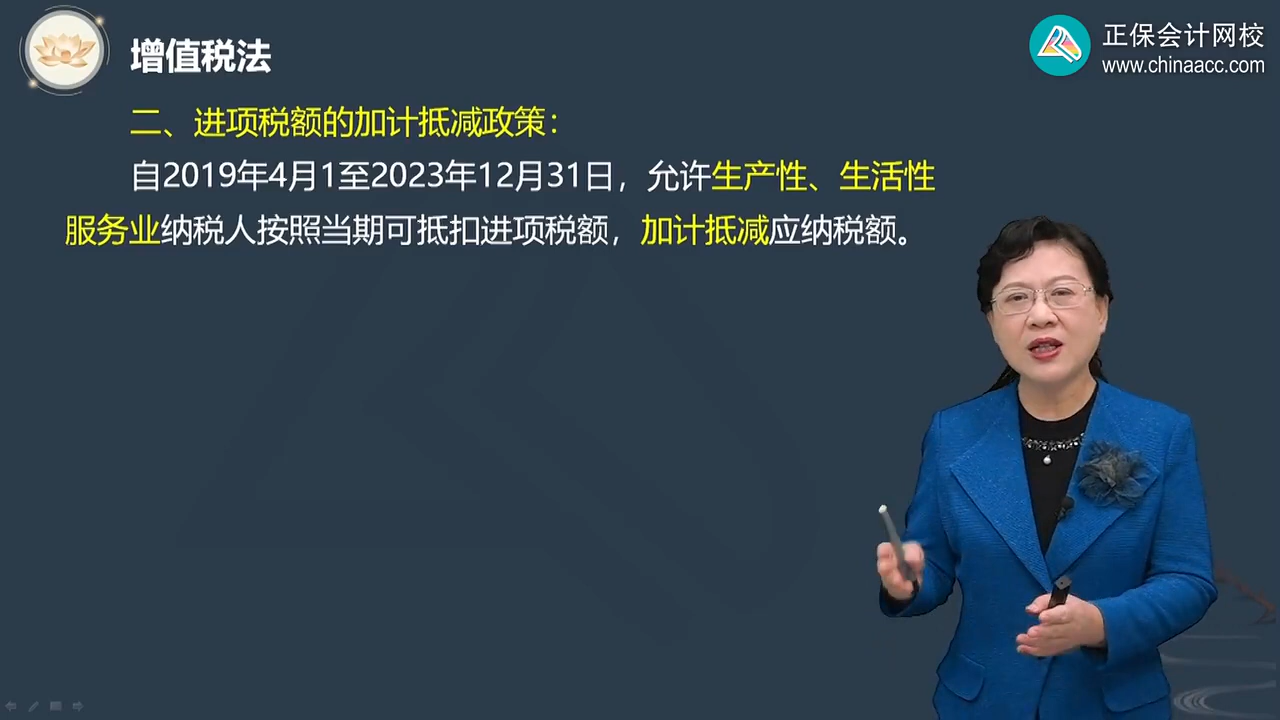 增值税法
正保会计网校
www.chinaacc.com
二、进项税额的加计抵减政策：
自2019年4月1至2023年12月31日，允许生产性、生活性
服务业纳税人按照当期可抵扣进项税额，加计抵减应纳税额。